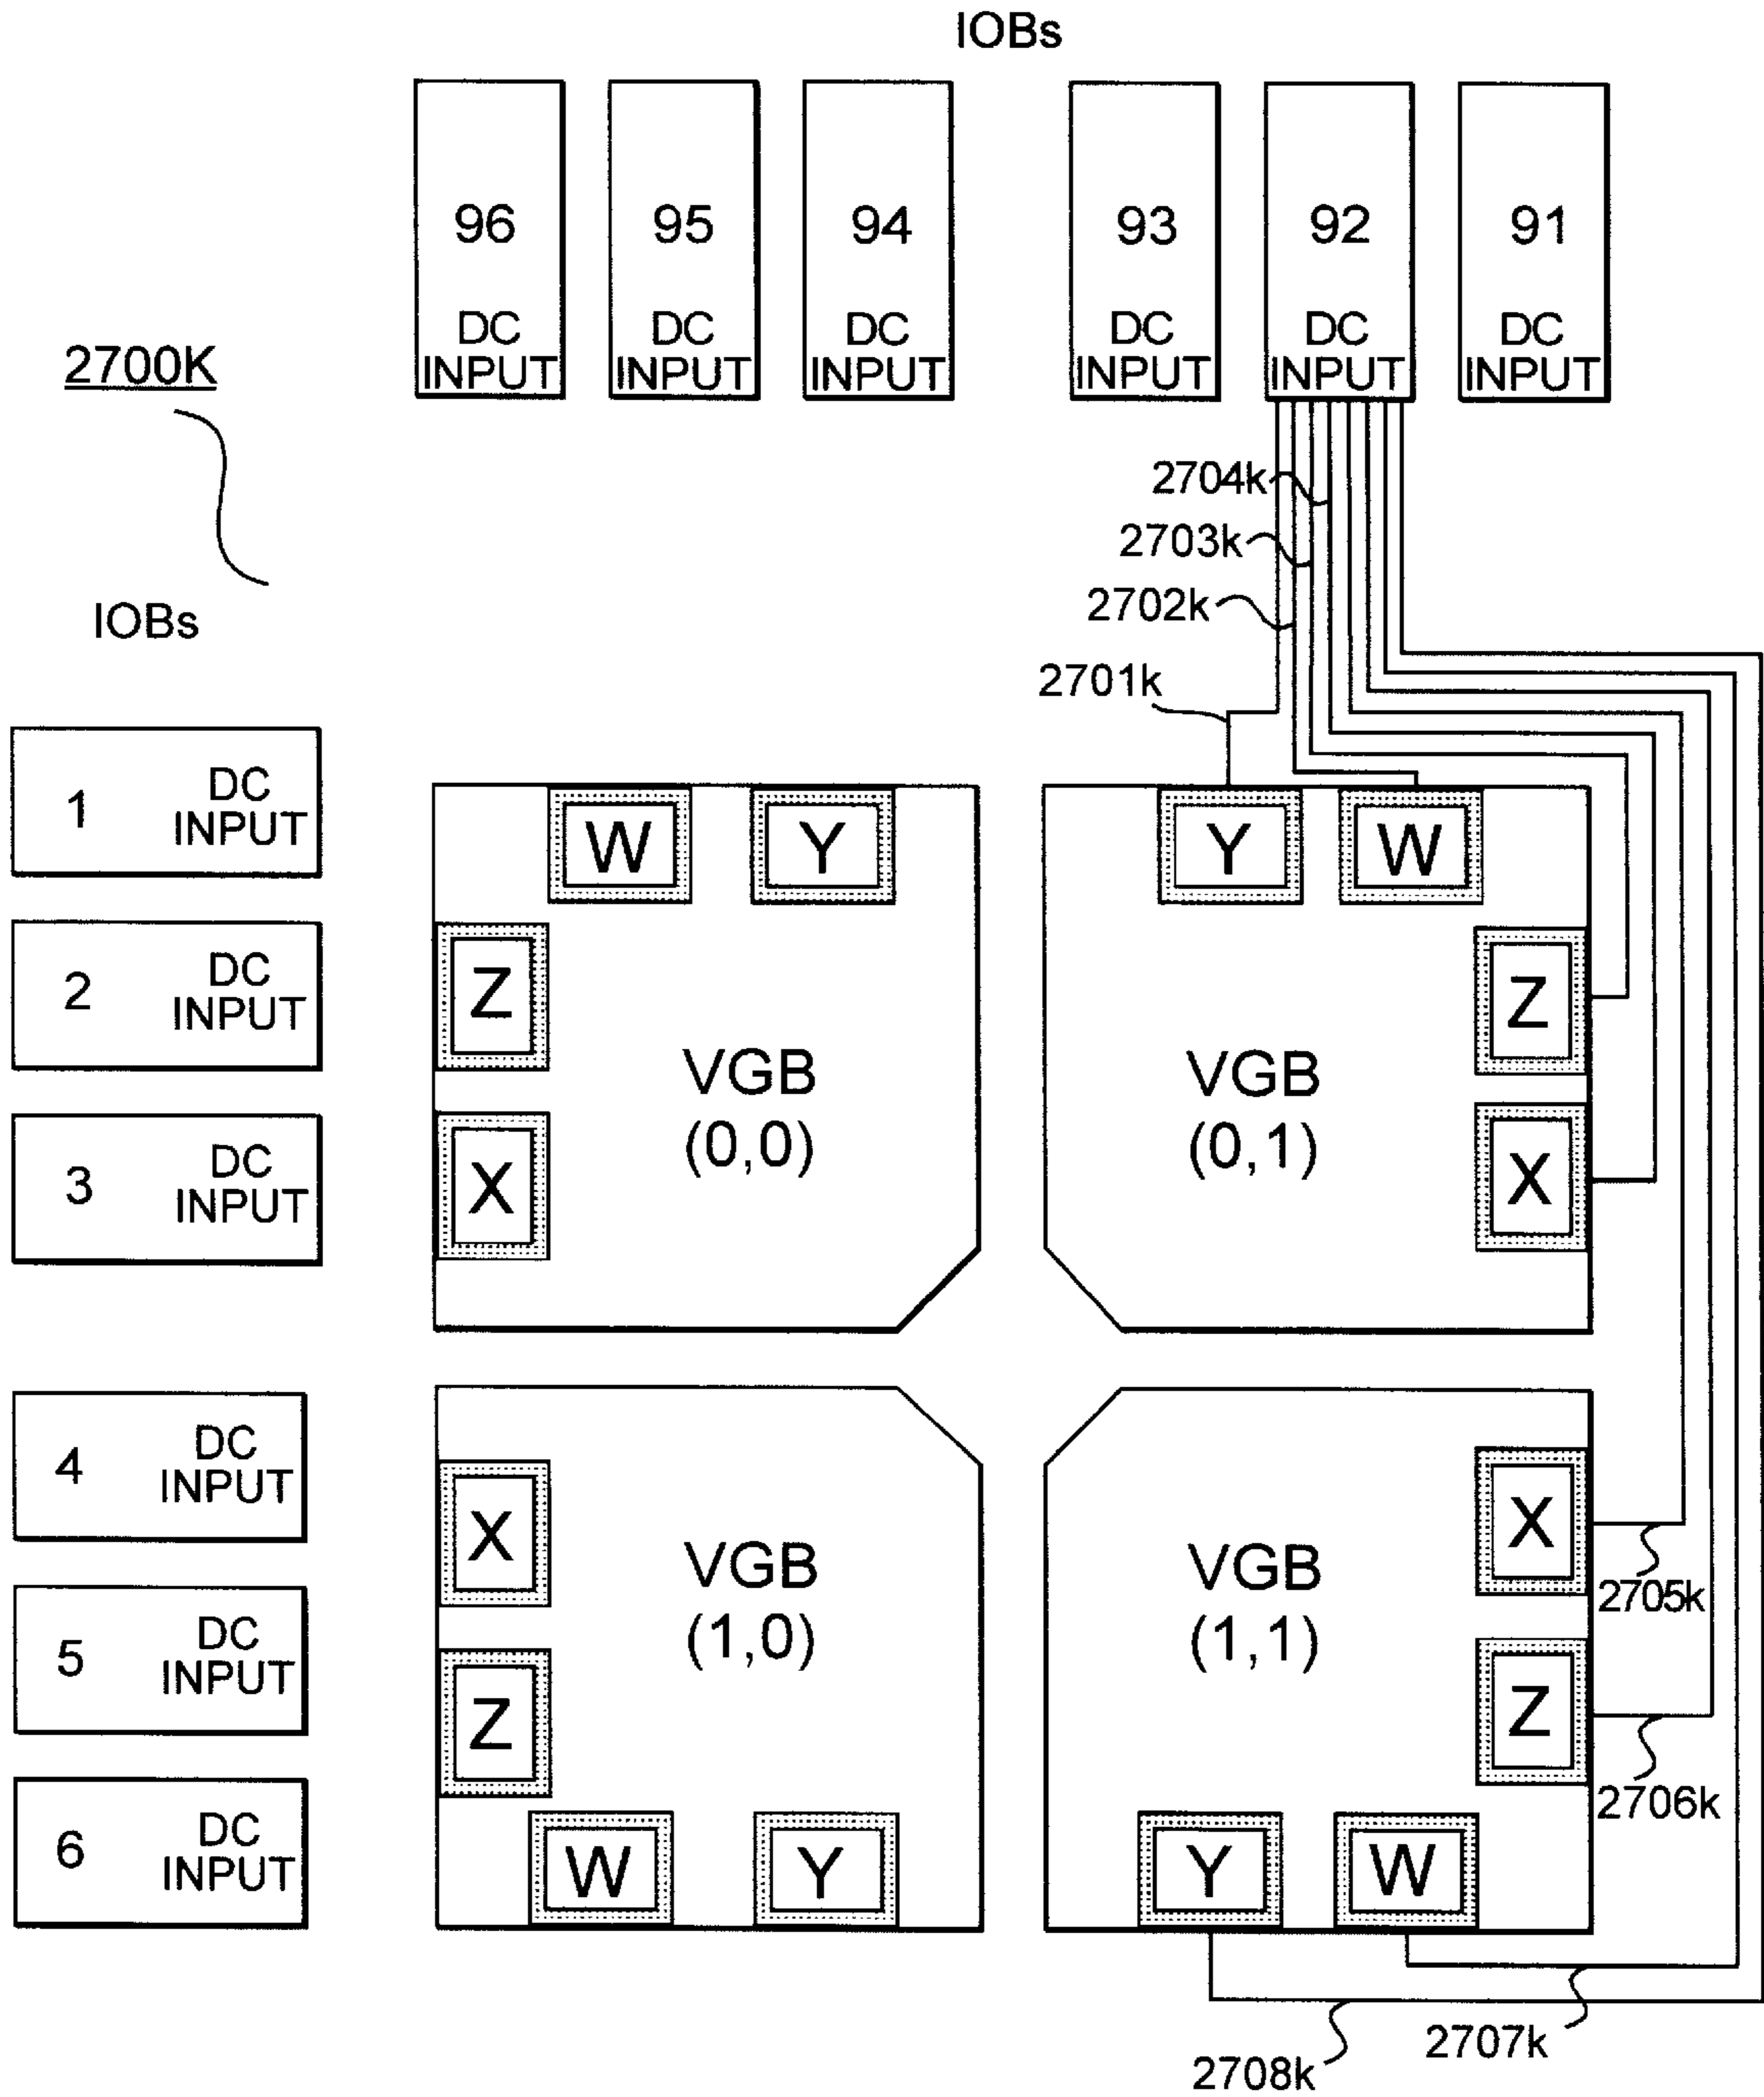 IOBs
96 95 94 93 92 91
DC DC DC DC DC DC
INPUT INPUT INPUT INPUT INPUT INPUT
2700K
2704k
2703k
2702k
IOBs
2701k
1 DC INPUT
2 DC INPUT
3 DC INPUT
W Y
Z
X
VGB
(0,0)
Y W
Z
X
VGB
(0,1)
4 DC INPUT
5 DC INPUT
6 DC INPUT
X
Z
W Y
VGB
(1,0)
X
Z
Y W
VGB
(1,1)
2705k
2706k
2707k
2708k